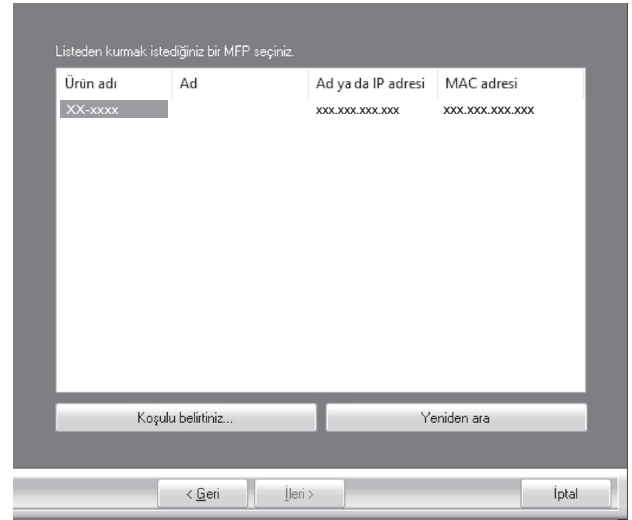 Listeden kurmak istediğiniz bir MFP seçiniz.
Ürün adı Ad Ad ya da IP adresi MAC adresi
XX-xxxx xxx.xxx.xxx.xxx xxx.xxx.xxx.xxx
Koşulu belirtiniz... Yeniden ara
< Geri İleri > İptal